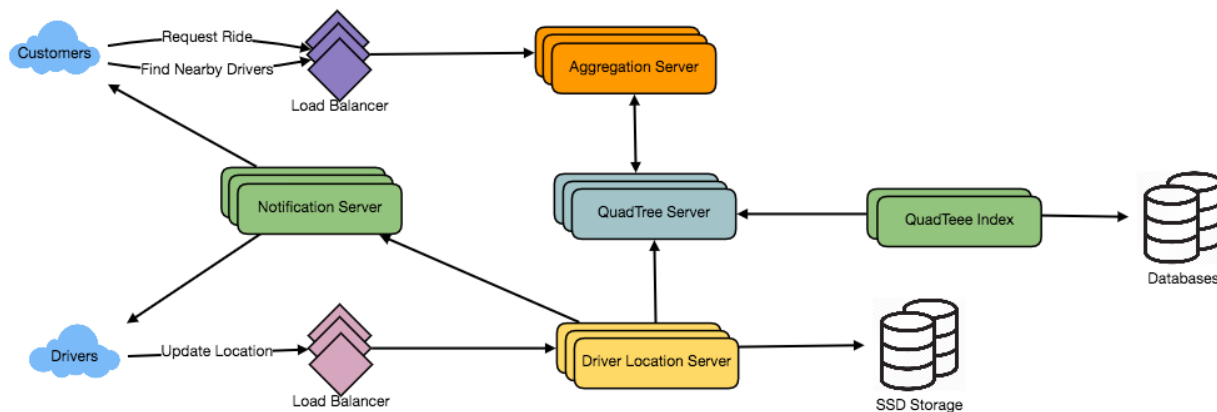 Customers
Request Ride
Find Nearby Drivers
Load Balancer
Aggregation Server
Notification Server
QuadTree Server
QuadTeee Index
Databases
Drivers
Update Location
Load Balancer
Driver Location Server
SSD Storage